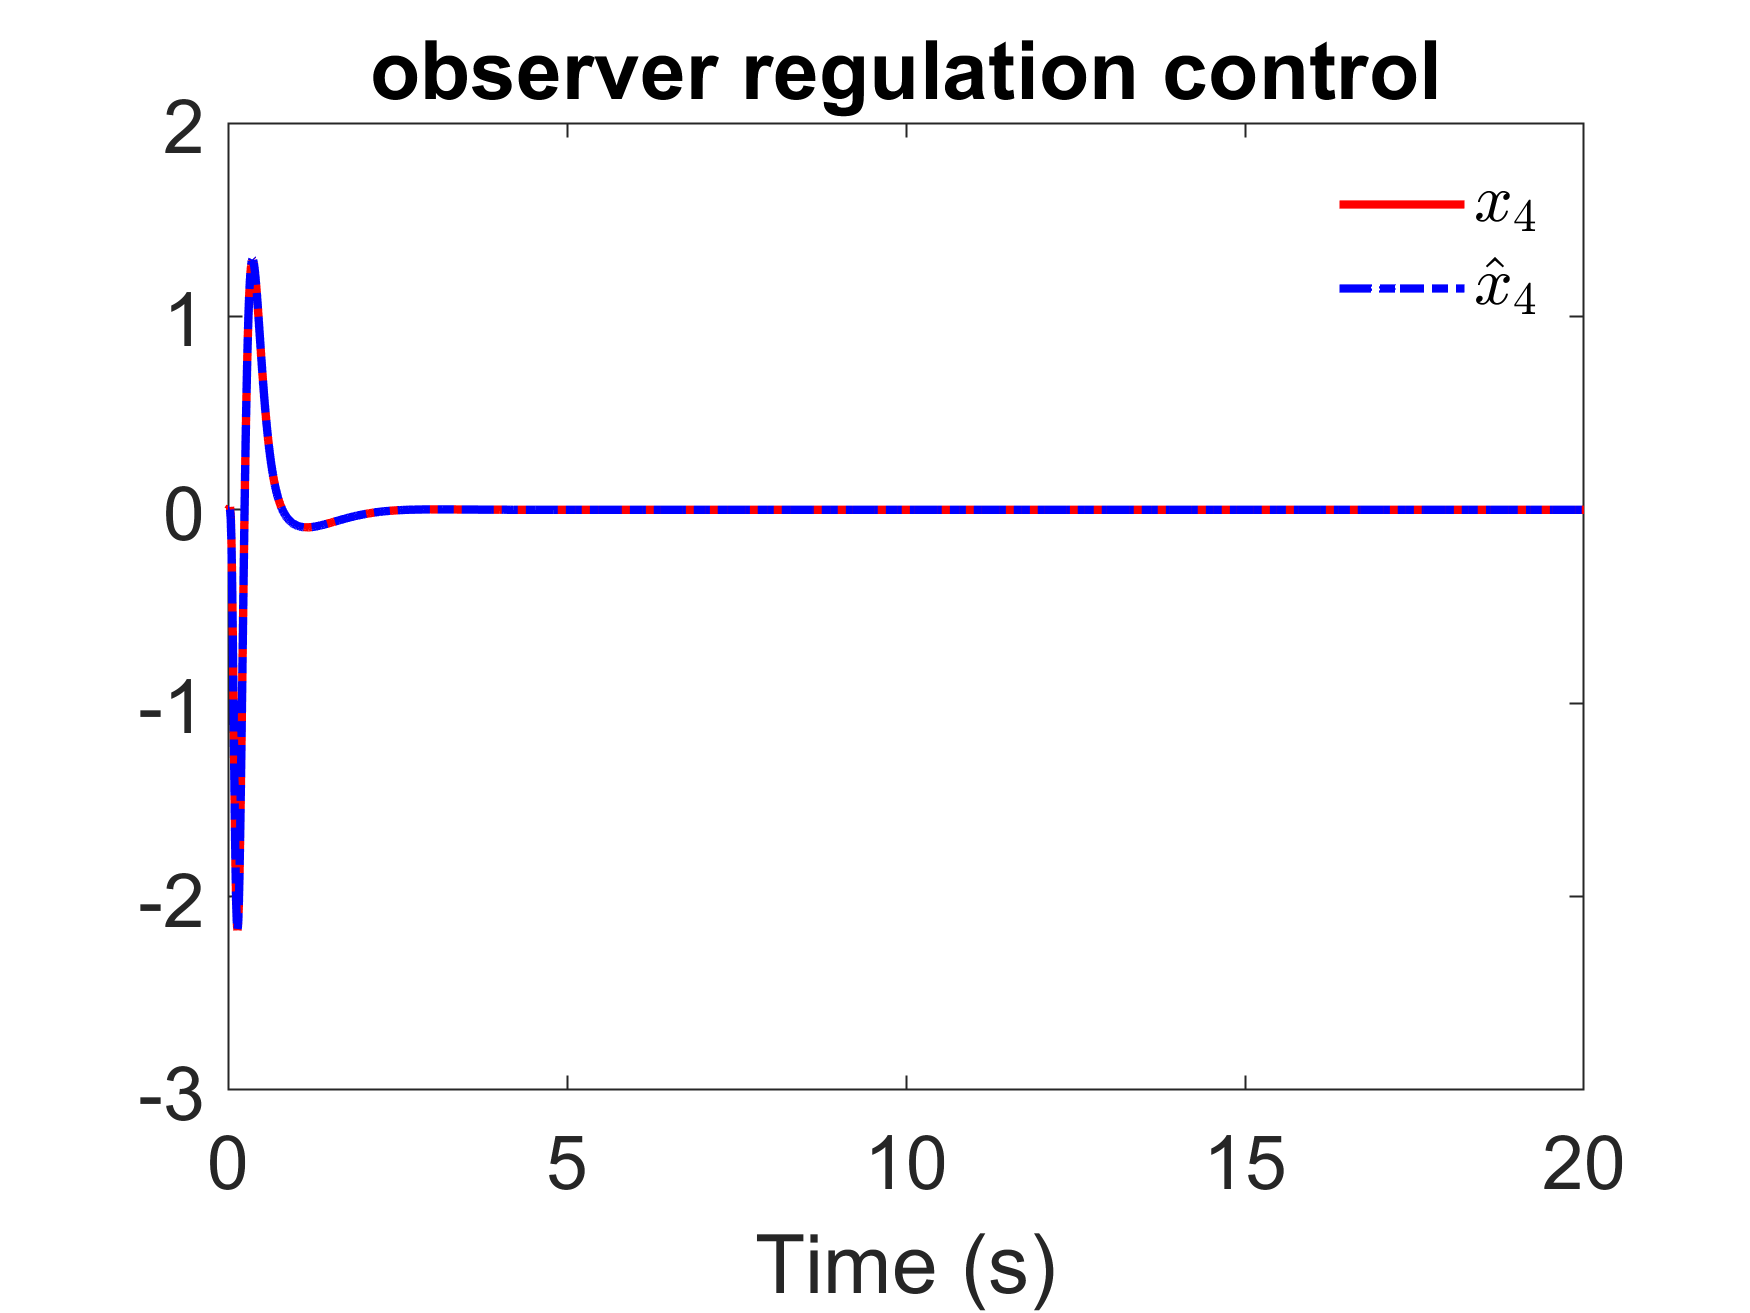 observer regulation control
2
1
0
-1
-2
-3
x₄
x̂₄
0 5 10 15 20
Time (s)